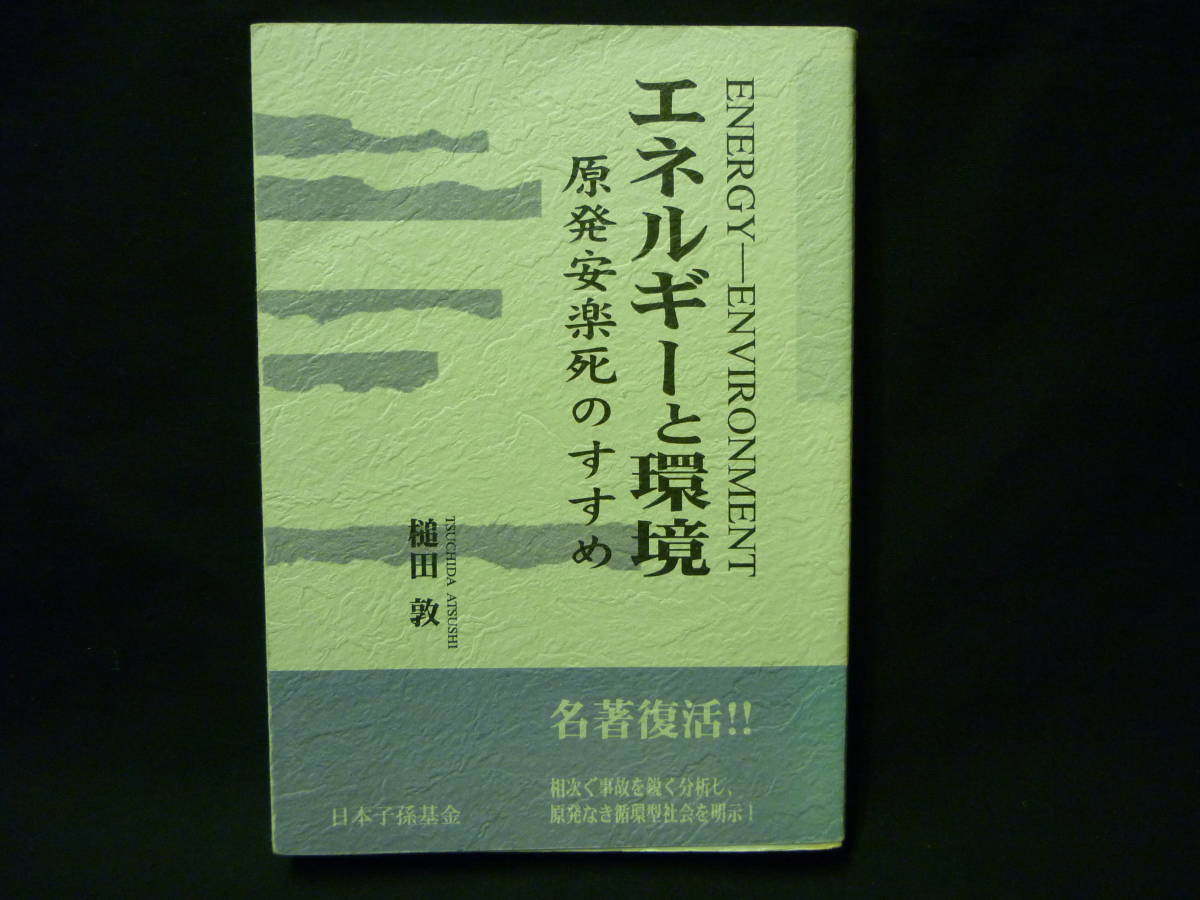 ENERGY—ENVIRONMENT
エネルギーと環境
原発安楽死のすすめ
TSUCHIDA ATSUSHI
槌田 敦
名著復活!!
相次ぐ事故を鋭く分析し、
原発なき循環型社会を明示!
日本子孫基金